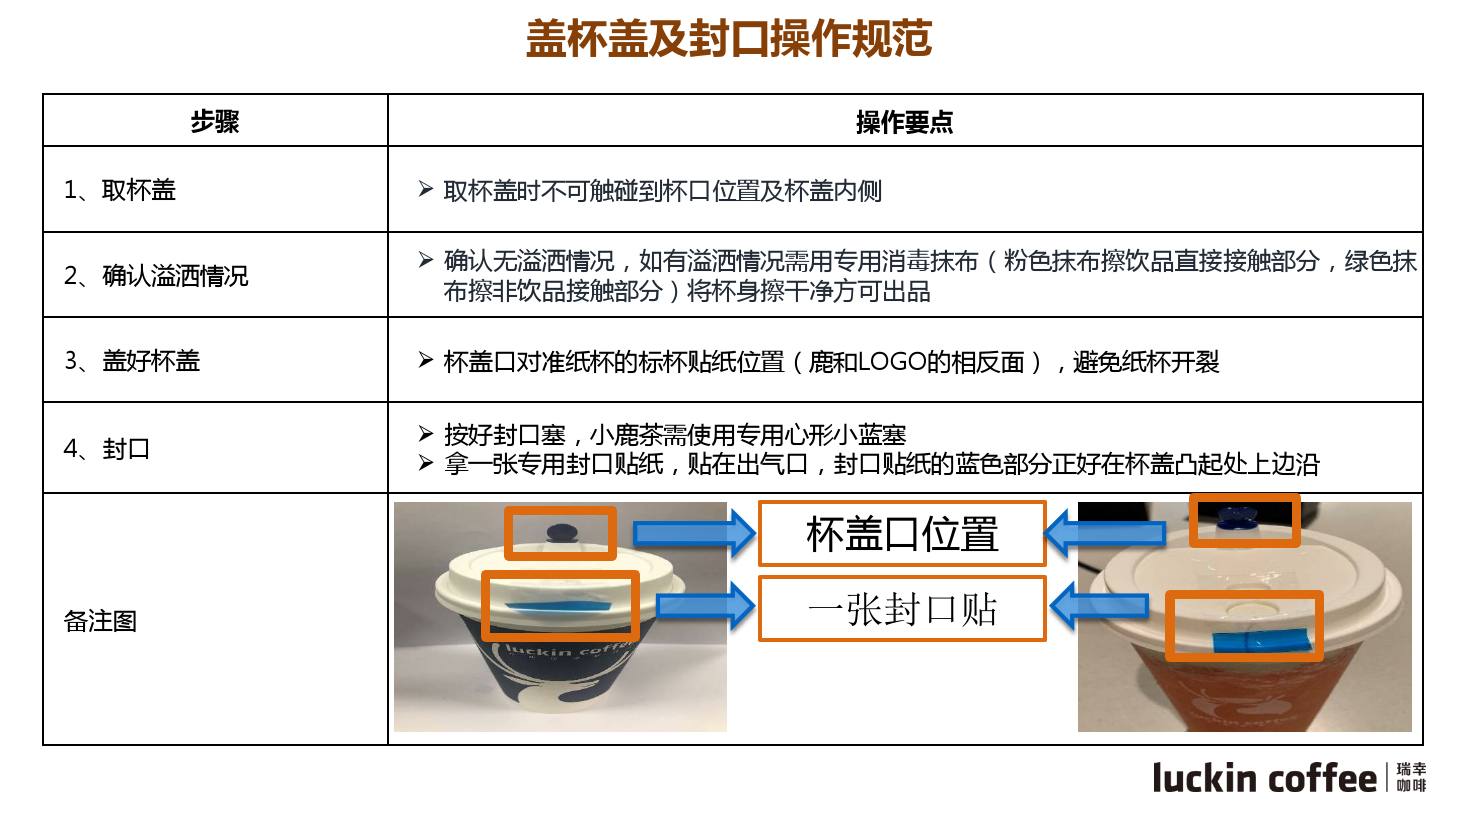 盖杯盖及封口操作规范
步骤
操作要点
1、取杯盖
➢ 取杯盖时不可触碰到杯口位置及杯盖内侧
2、确认溢洒情况
➢ 确认无溢洒情况，如有溢洒情况需用专用消毒抹布（粉色抹布擦饮品直接接触部分，绿色抹
布擦非饮品接触部分）将杯身擦干净方可出品
3、盖好杯盖
➢ 杯盖口对准纸杯的标杯贴纸位置（鹿和LOGO的相反面），避免纸杯开裂
4、封口
➢ 按好封口塞，小鹿茶需使用专用心形小蓝塞
➢ 拿一张专用封口贴纸，贴在出气口，封口贴纸的蓝色部分正好在杯盖凸起处上边沿
备注图
杯盖口位置
一张封口贴
luckin coffee
luckin coffee
luckin coffee
瑞幸
咖啡